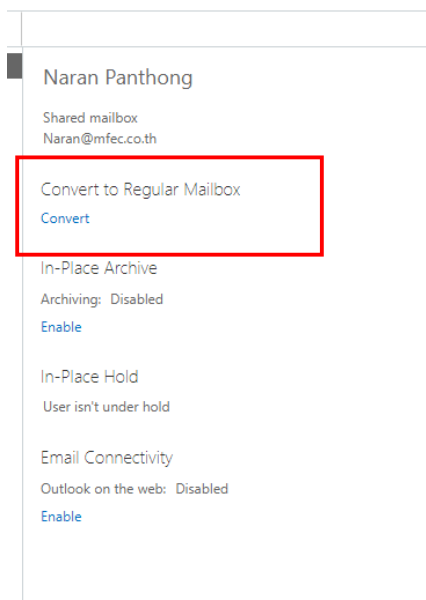 Naran Panthong
Shared mailbox
Naran@mfec.co.th
Convert to Regular Mailbox
Convert
In-Place Archive
Archiving: Disabled
Enable
In-Place Hold
User isn't under hold
Email Connectivity
Outlook on the web: Disabled
Enable